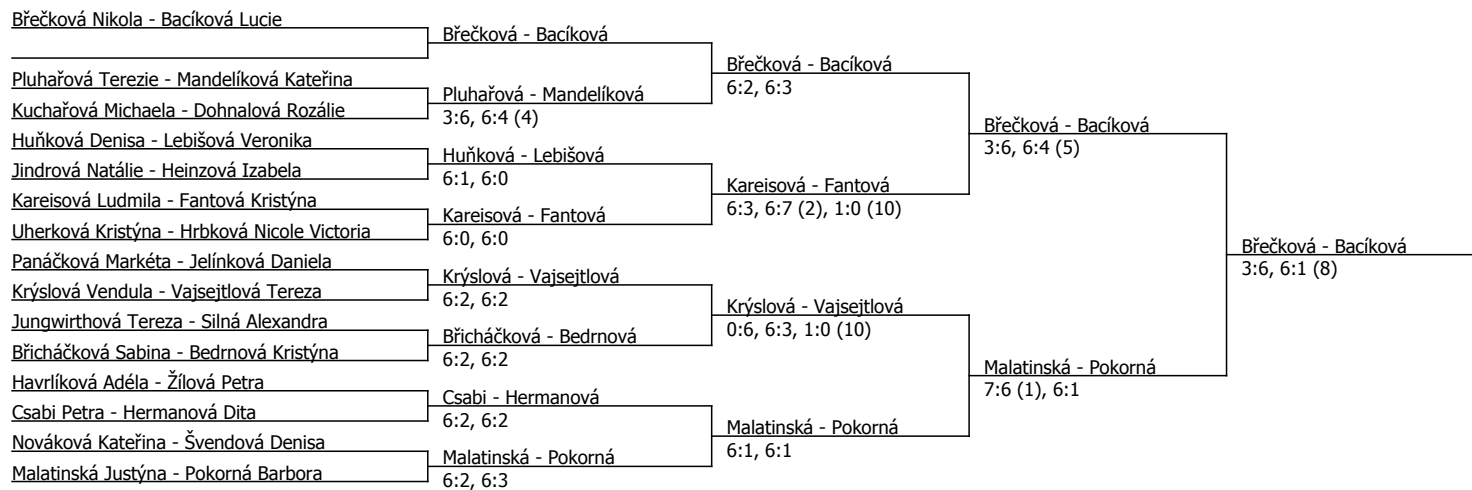 Břečková Nikola - Bacíková Lucie
Pluhařová Terezie - Mandelíková Kateřina
Kuchařová Michaela - Dohnalová Rozálie
Huňková Denisa - Lebišová Veronika
Jindrová Natálie - Heinzová Izabela
Kareisová Ludmila - Fantová Kristýna
Uherková Kristýna - Hrbková Nicole Victoria
Panáčková Markéta - Jelínková Daniela
Krýslová Vendula - Vajsejtlová Tereza
Jungwirthová Tereza - Silná Alexandra
Břicháčková Sabina - Bedrnová Kristýna
Havrlíková Adéla - Žílová Petra
Csabi Petra - Hermanová Dita
Nováková Kateřina - Švendová Denisa
Malatinská Justýna - Pokorná Barbora
Břečková - Bacíková
Pluhařová - Mandelíková
3:6, 6:4 (4)
Huňková - Lebišová
6:1, 6:0
Kareisová - Fantová
6:0, 6:0
Krýslová - Vajsejtlová
6:2, 6:2
Břicháčková - Bedrnová
6:2, 6:2
Csabi - Hermanová
6:2, 6:2
Malatinská - Pokorná
6:2, 6:3
Břečková - Bacíková
6:2, 6:3
Kareisová - Fantová
6:3, 6:7 (2), 1:0 (10)
Krýslová - Vajsejtlová
0:6, 6:3, 1:0 (10)
Malatinská - Pokorná
6:1, 6:1
Břečková - Bacíková
3:6, 6:4 (5)
Malatinská - Pokorná
7:6 (1), 6:1
Břečková - Bacíková
3:6, 6:1 (8)